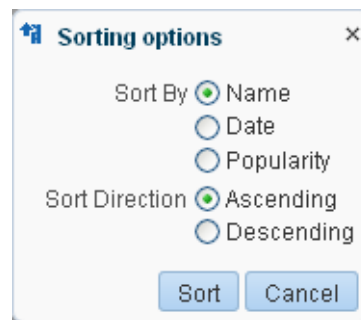 Sorting options
Sort By Name
Date
Popularity
Sort Direction Ascending
Descending
Sort Cancel